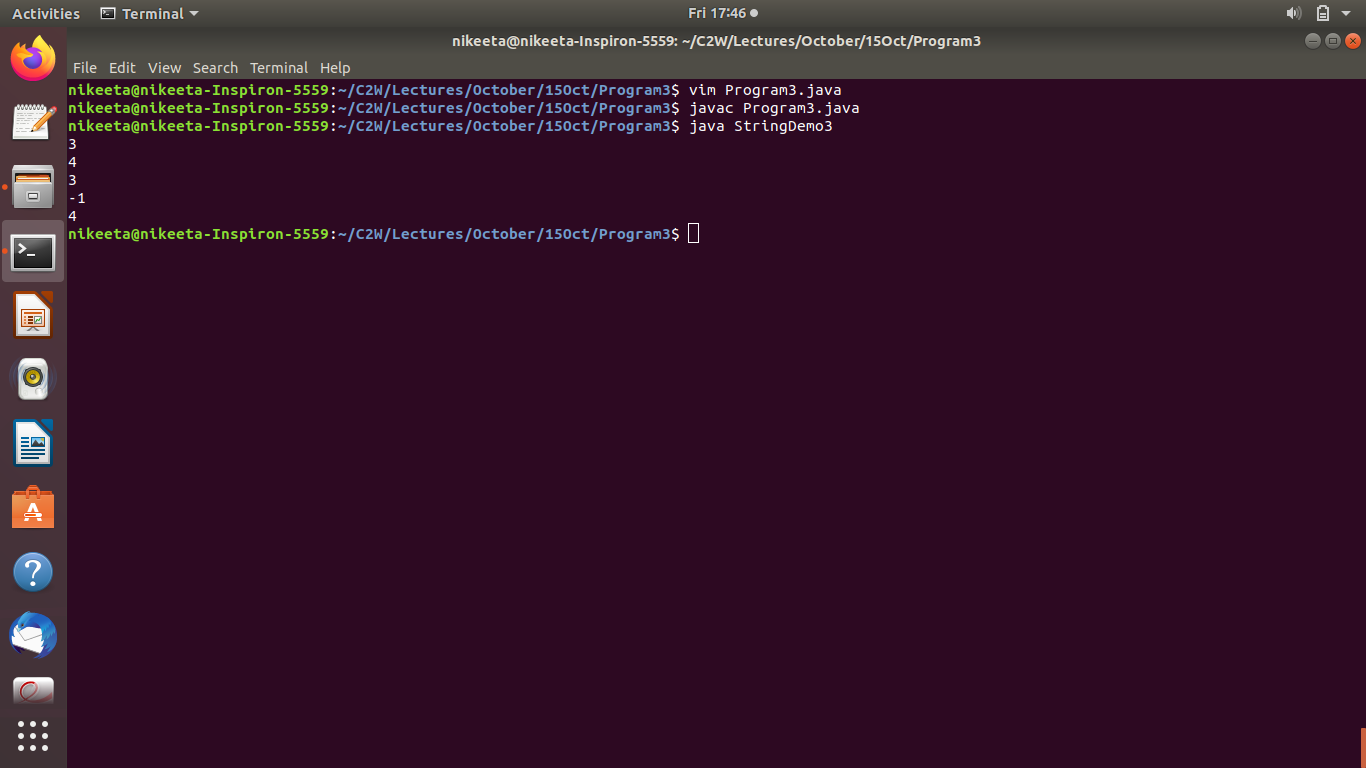 Activities Terminal Fri 17:46
nikeeta@nikeeta-Inspiron-5559: ~/C2W/Lectures/October/15Oct/Program3
File Edit View Search Terminal Help
nikeeta@nikeeta-Inspiron-5559:~/C2W/Lectures/October/15Oct/Program3$ vim Program3.java
nikeeta@nikeeta-Inspiron-5559:~/C2W/Lectures/October/15Oct/Program3$ javac Program3.java
nikeeta@nikeeta-Inspiron-5559:~/C2W/Lectures/October/15Oct/Program3$ java StringDemo3
3
4
3
-1
4
nikeeta@nikeeta-Inspiron-5559:~/C2W/Lectures/October/15Oct/Program3$